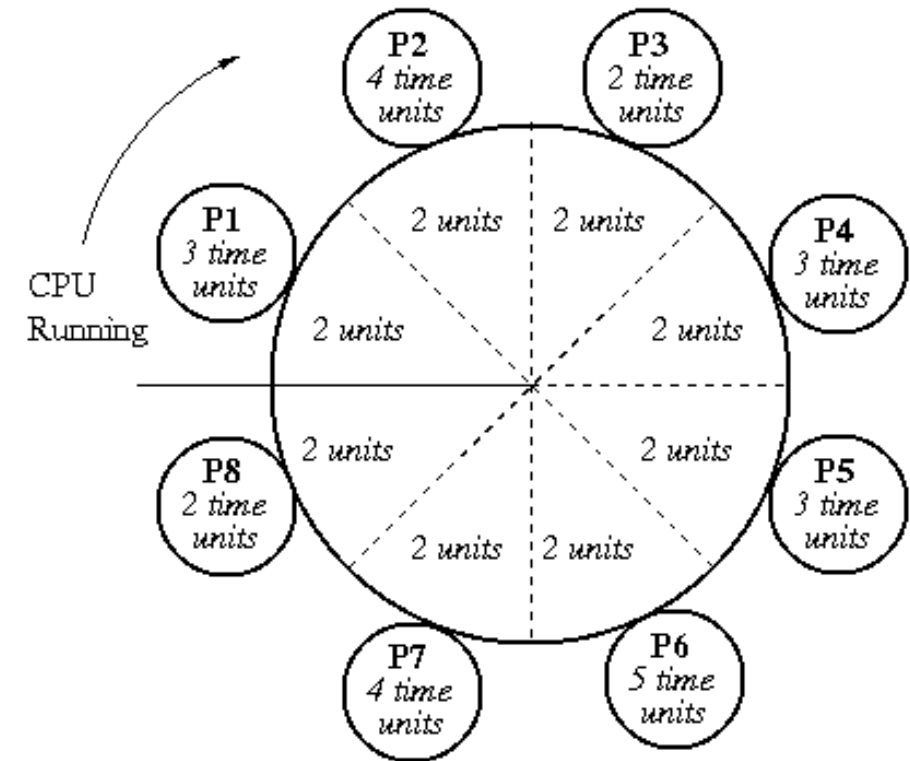 P2
4 time
units
P3
2 time
units
P1
3 time
units
P4
3 time
units
CPU
Running
2 units
2 units
2 units
2 units
2 units
2 units
2 units
2 units
P8
2 time
units
P5
3 time
units
P7
4 time
units
P6
5 time
units